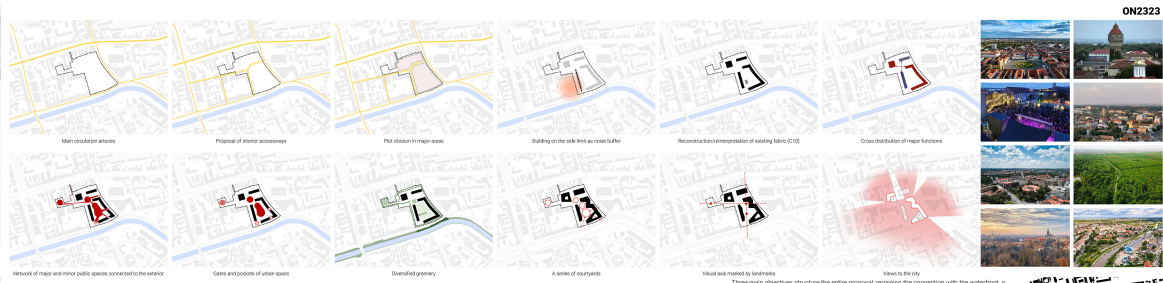 ON2323
Main circulation arteries
Proposal of interior accessways
Plot division in major areas
Building on the side limit as noise buffer
Reconstruction/reinterpretation of existing fabric (C10)
Cross distribution of major functions
Network of major and minor public spaces connected to the exterior
Gates and pockets of urban space
Diversified greenery
A series of courtyards
Visual axis marked by landmarks
Views to the city
Three main objectives structure the entire proposal: regaining the connection with the waterfront, a